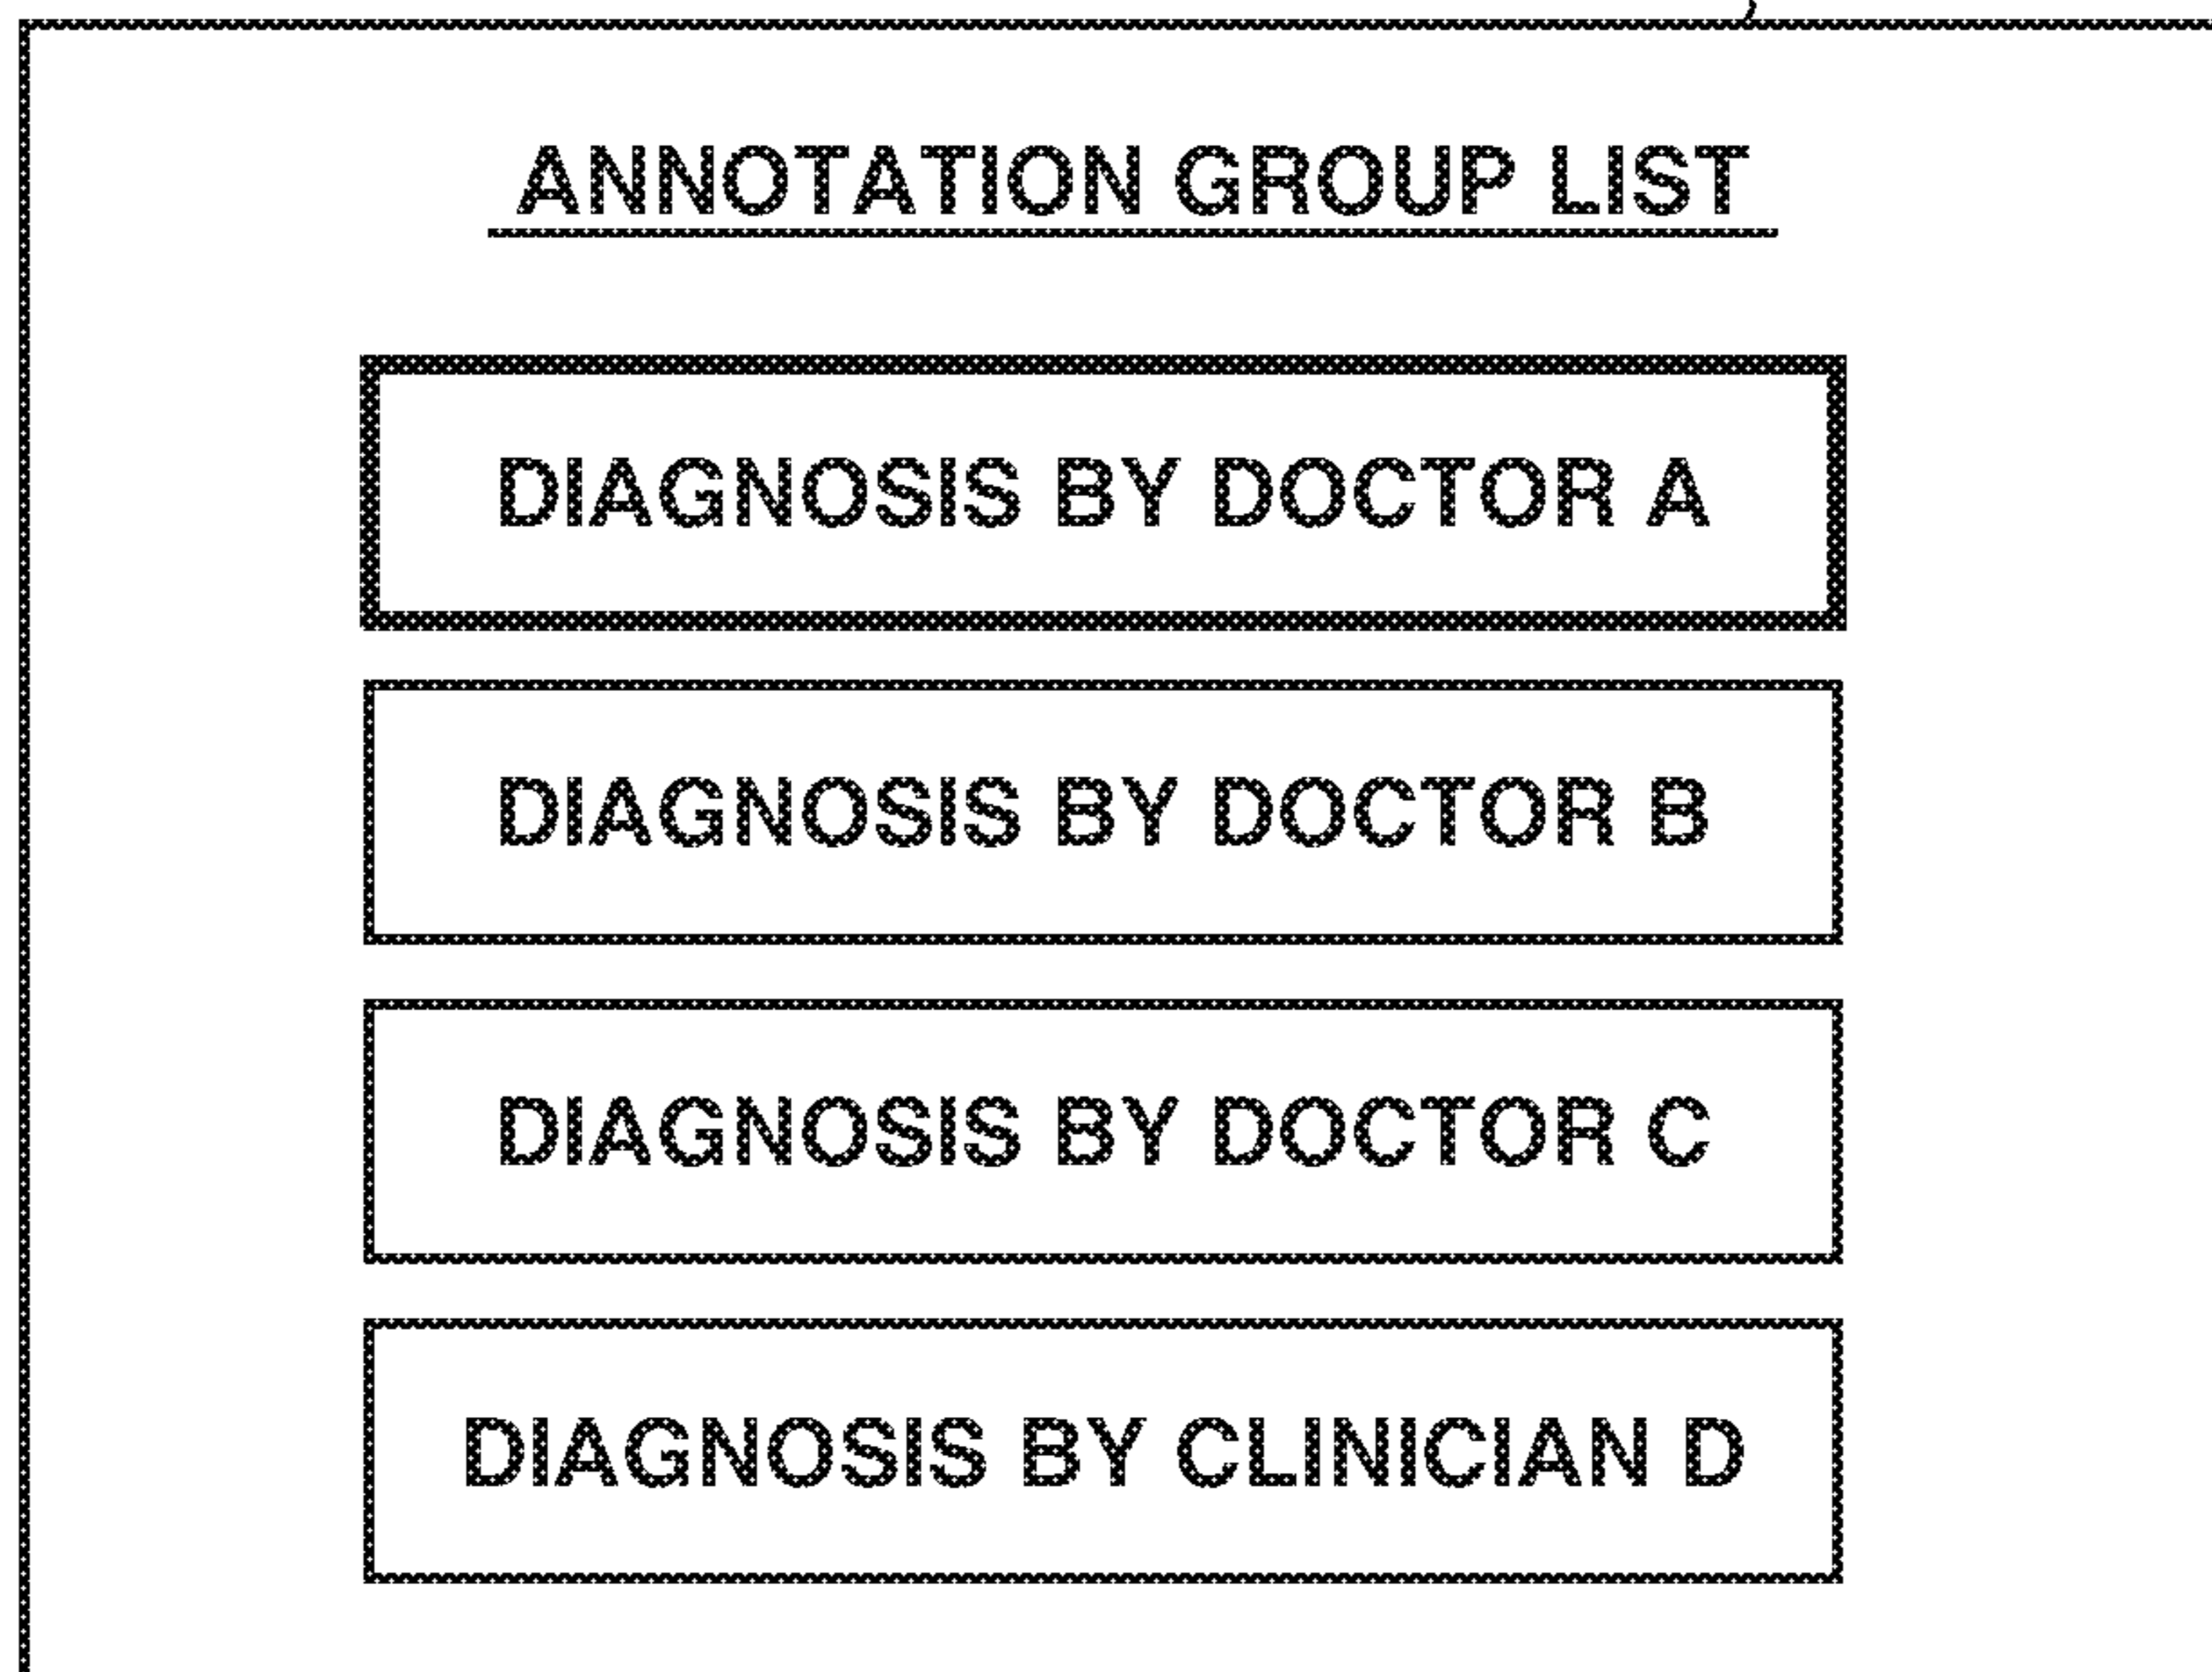 ANNOTATION GROUP LIST
DIAGNOSIS BY DOCTOR A
DIAGNOSIS BY DOCTOR B
DIAGNOSIS BY DOCTOR C
DIAGNOSIS BY CLINICIAN D